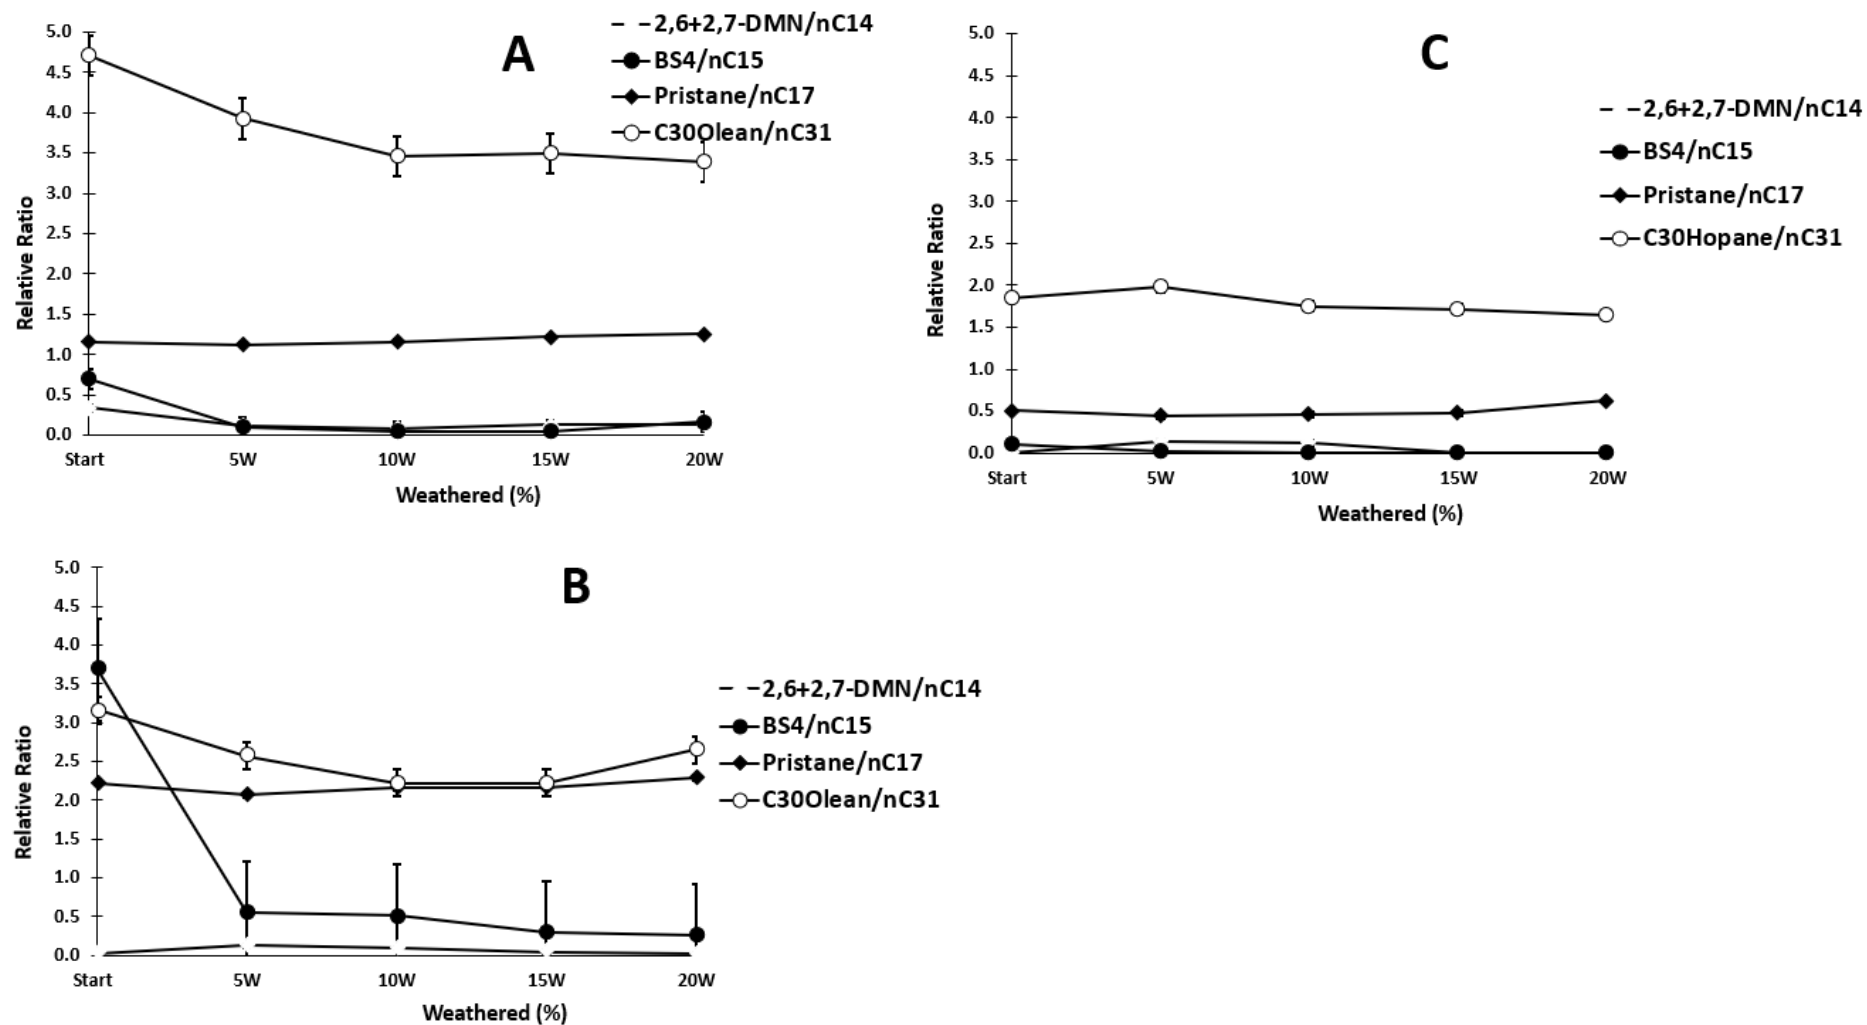 A
2,6+2,7-DMN/nC14
BS4/nC15
Pristane/nC17
C30Olean/nC31
5.0
4.5
4.0
3.5
3.0
2.5
2.0
1.5
1.0
0.5
0.0
Relative Ratio
Start 5W 10W 15W 20W
Weathered (%)
C
2,6+2,7-DMN/nC14
BS4/nC15
Pristane/nC17
C30Hopane/nC31
5.0
4.5
4.0
3.5
3.0
2.5
2.0
1.5
1.0
0.5
0.0
Relative Ratio
Start 5W 10W 15W 20W
Weathered (%)
B
2,6+2,7-DMN/nC14
BS4/nC15
Pristane/nC17
C30Olean/nC31
5.0
4.5
4.0
3.5
3.0
2.5
2.0
1.5
1.0
0.5
0.0
Relative Ratio
Start 5W 10W 15W 20W
Weathered (%)